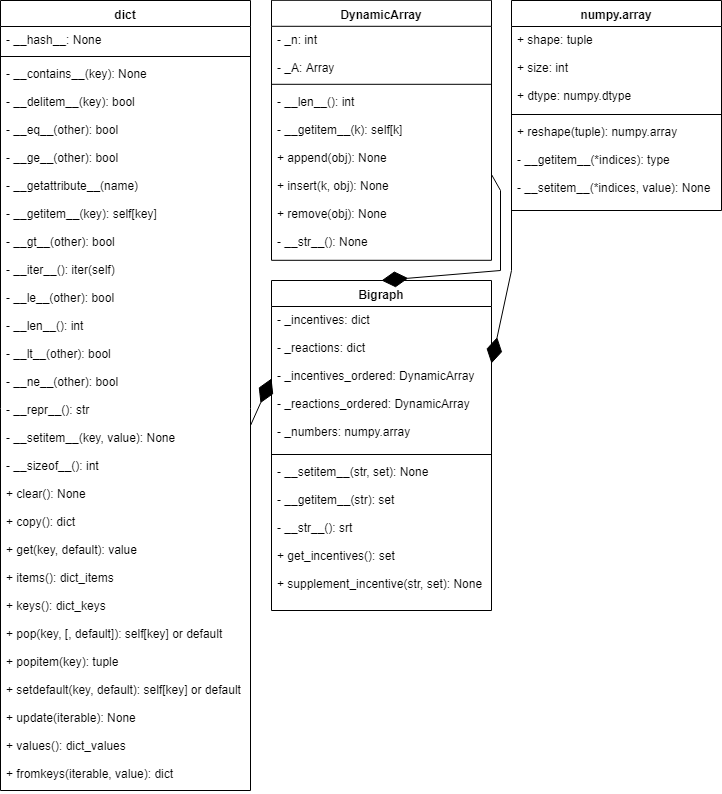 dict
- __hash__: None
- __contains__(key): None
- __delitem__(key): bool
- __eq__(other): bool
- __ge__(other): bool
- __getattribute__(name)
- __getitem__(key): self[key]
- __gt__(other): bool
- __iter__(): iter(self)
- __le__(other): bool
- __len__(): int
- __lt__(other): bool
- __ne__(other): bool
- __repr__(): str
- __setitem__(key, value): None
- __sizeof__(): int
+ clear(): None
+ copy(): dict
+ get(key, default): value
+ items(): dict_items
+ keys(): dict_keys
+ pop(key, [, default]): self[key] or default
+ popitem(key): tuple
+ setdefault(key, default): self[key] or default
+ update(iterable): None
+ values(): dict_values
+ fromkeys(iterable, value): dict
DynamicArray
- _n: int
- _A: Array
- __len__(): int
- __getitem__(k): self[k]
+ append(obj): None
+ insert(k, obj): None
+ remove(obj): None
- __str__(): None
numpy.array
+ shape: tuple
+ size: int
+ dtype: numpy.dtype
+ reshape(tuple): numpy.array
- __getitem__(*indices): type
- __setitem__(*indices, value): None
Bigraph
- _incentives: dict
- _reactions: dict
- _incentives_ordered: DynamicArray
- _reactions_ordered: DynamicArray
- _numbers: numpy.array
- __setitem__(str, set): None
- __getitem__(str): set
- __str__(): srt
+ get_incentives(): set
+ supplement_incentive(str, set): None